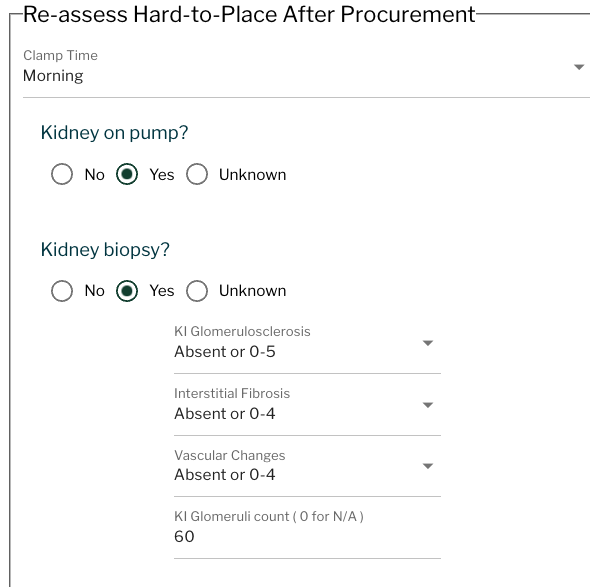 Re-assess Hard-to-Place After Procurement
Clamp Time
Morning
Kidney on pump?
No Yes Unknown
Kidney biopsy?
No Yes Unknown
KI Glomerulosclerosis
Absent or 0-5
Interstitial Fibrosis
Absent or 0-4
Vascular Changes
Absent or 0-4
KI Glomeruli count ( 0 for N/A )
60